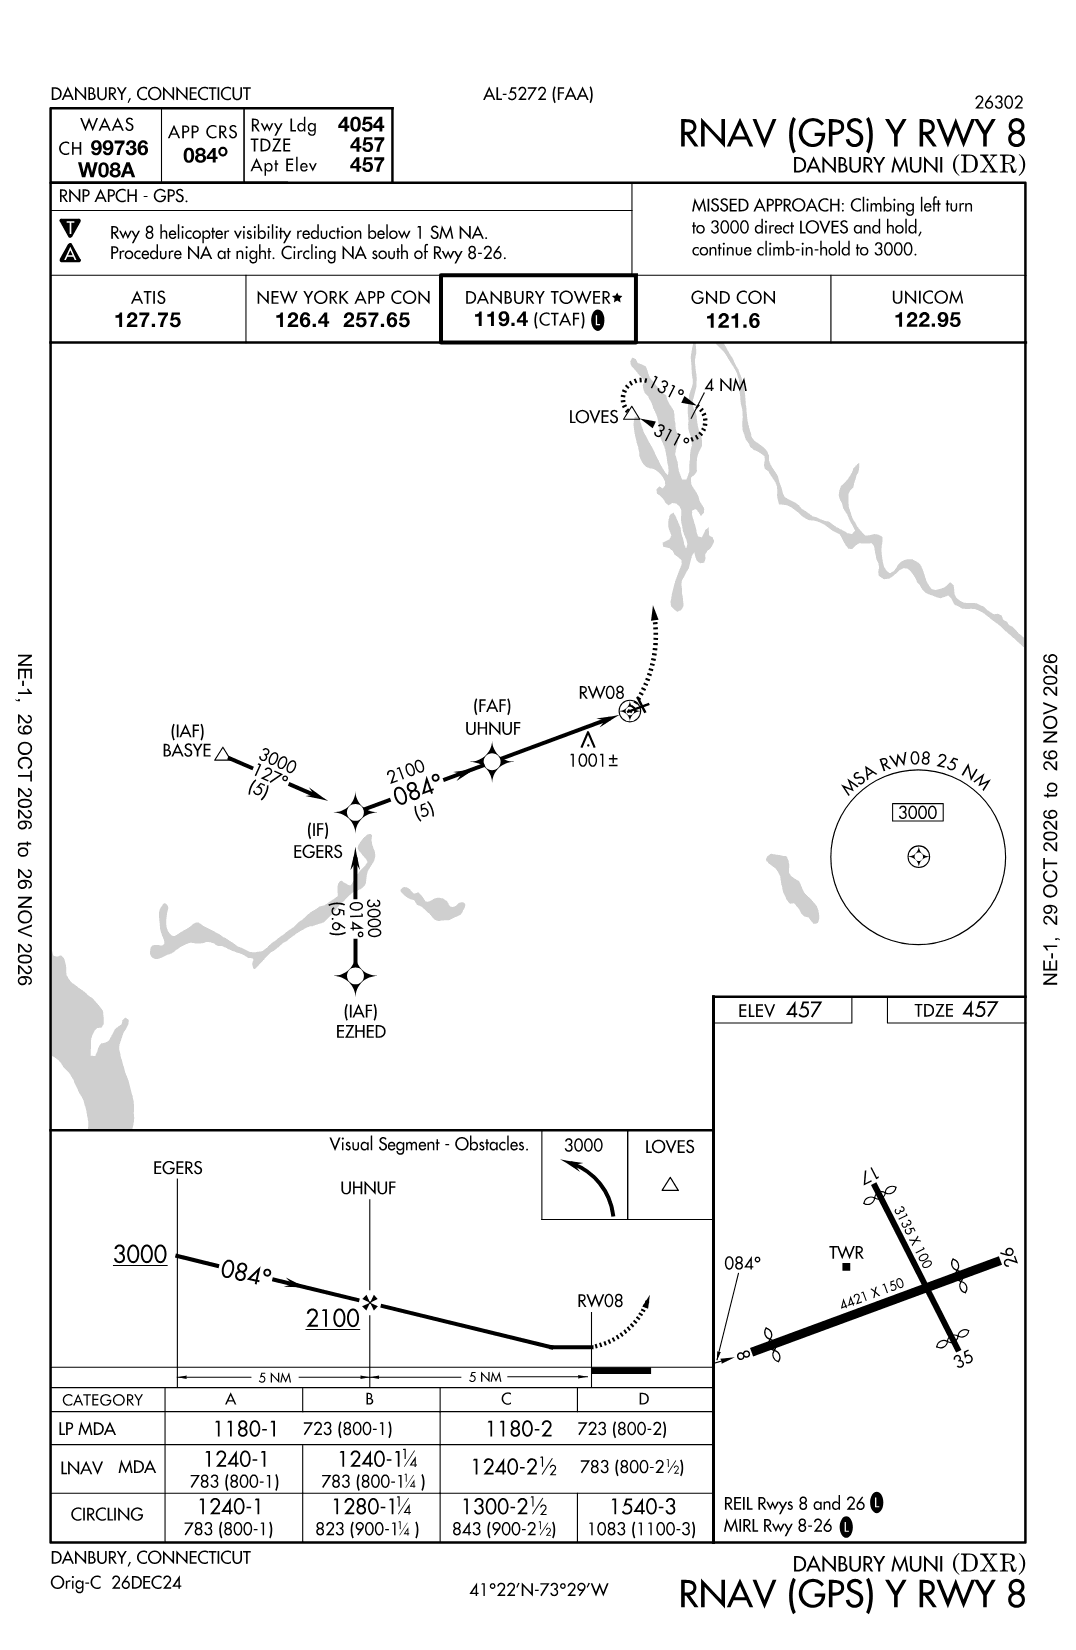 DANBURY, CONNECTICUT
AL-5272 (FAA)
26302
WAAS
CH 99736
W08A
APP CRS
084°
Rwy Ldg 4054
TDZE 457
Apt Elev 457
RNAV (GPS) Y RWY 8
DANBURY MUNI (DXR)
RNP APCH - GPS.
T
A
Rwy 8 helicopter visibility reduction below 1 SM NA.
Procedure NA at night. Circling NA south of Rwy 8-26.
MISSED APPROACH: Climbing left turn
to 3000 direct LOVES and hold,
continue climb-in-hold to 3000.
ATIS
127.75
NEW YORK APP CON
126.4 257.65
DANBURY TOWER★
119.4 (CTAF) L
GND CON
121.6
UNICOM
122.95
131°
4 NM
LOVES
311°
RW08
(FAF)
UHNUF
1001±
(IAF)
BASYE
3000
127°
(5)
2100
084°
(5)
(IF)
EGERS
3000
014°
(5.6)
(IAF)
EZHED
MSA RW08 25 NM
3000
NE-1, 29 OCT 2026 to 26 NOV 2026
NE-1, 29 OCT 2026 to 26 NOV 2026
ELEV 457
TDZE 457
17
3135 X 100
26
TWR
084°
4421 X 150
8
35
REIL Rwys 8 and 26 L
MIRL Rwy 8-26 L
Visual Segment - Obstacles.
3000
LOVES
EGERS
UHNUF
3000
084°
2100
RW08
5 NM
5 NM
CATEGORY A B C D
LP MDA 1180-1 723 (800-1) 1180-2 723 (800-2)
LNAV MDA 1240-1 783 (800-1) 1240-1¼ 783 (800-1¼ ) 1240-2½ 783 (800-2½)
CIRCLING 1240-1 783 (800-1) 1280-1¼ 823 (900-1¼ ) 1300-2½ 843 (900-2½) 1540-3 1083 (1100-3)
DANBURY, CONNECTICUT
Orig-C 26DEC24
41°22'N-73°29'W
DANBURY MUNI (DXR)
RNAV (GPS) Y RWY 8